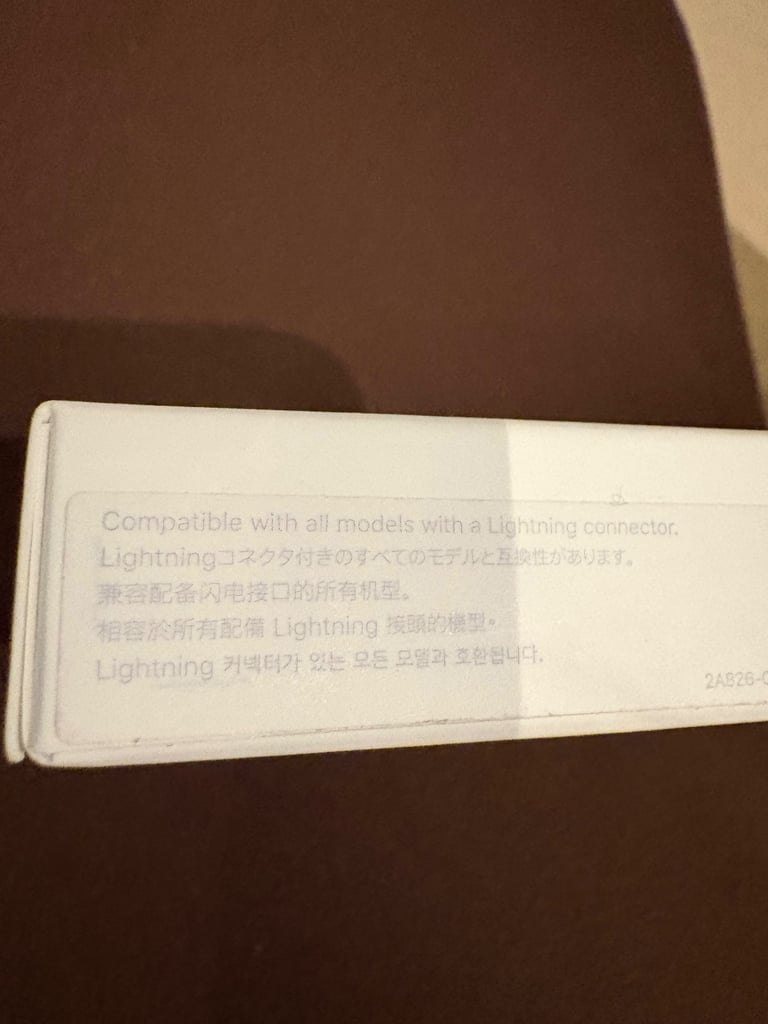 Compatible with all models with a Lightning connector.
Lightningコネクタ付きのすべてのモデルと互換性があります。
兼容配备闪电接口的所有机型。
相容於所有配備 Lightning 接頭的機型。
Lightning 커넥터가 있는 모든 모델과 호환됩니다.
2AB26-